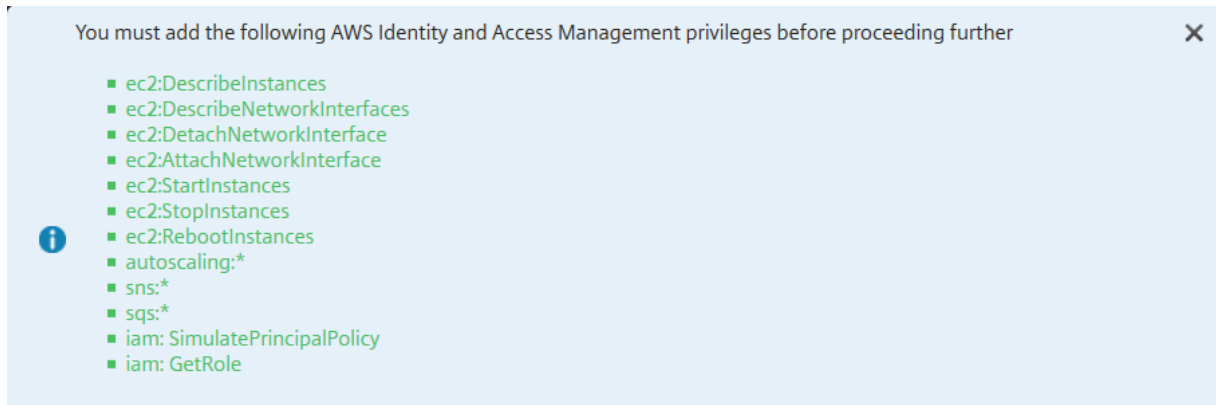 You must add the following AWS Identity and Access Management privileges before proceeding further
ec2:DescribeInstances
ec2:DescribeNetworkInterfaces
ec2:DetachNetworkInterface
ec2:AttachNetworkInterface
ec2:StartInstances
ec2:StopInstances
ec2:RebootInstances
autoscaling:*
sns:*
sqs:*
iam: SimulatePrincipalPolicy
iam: GetRole